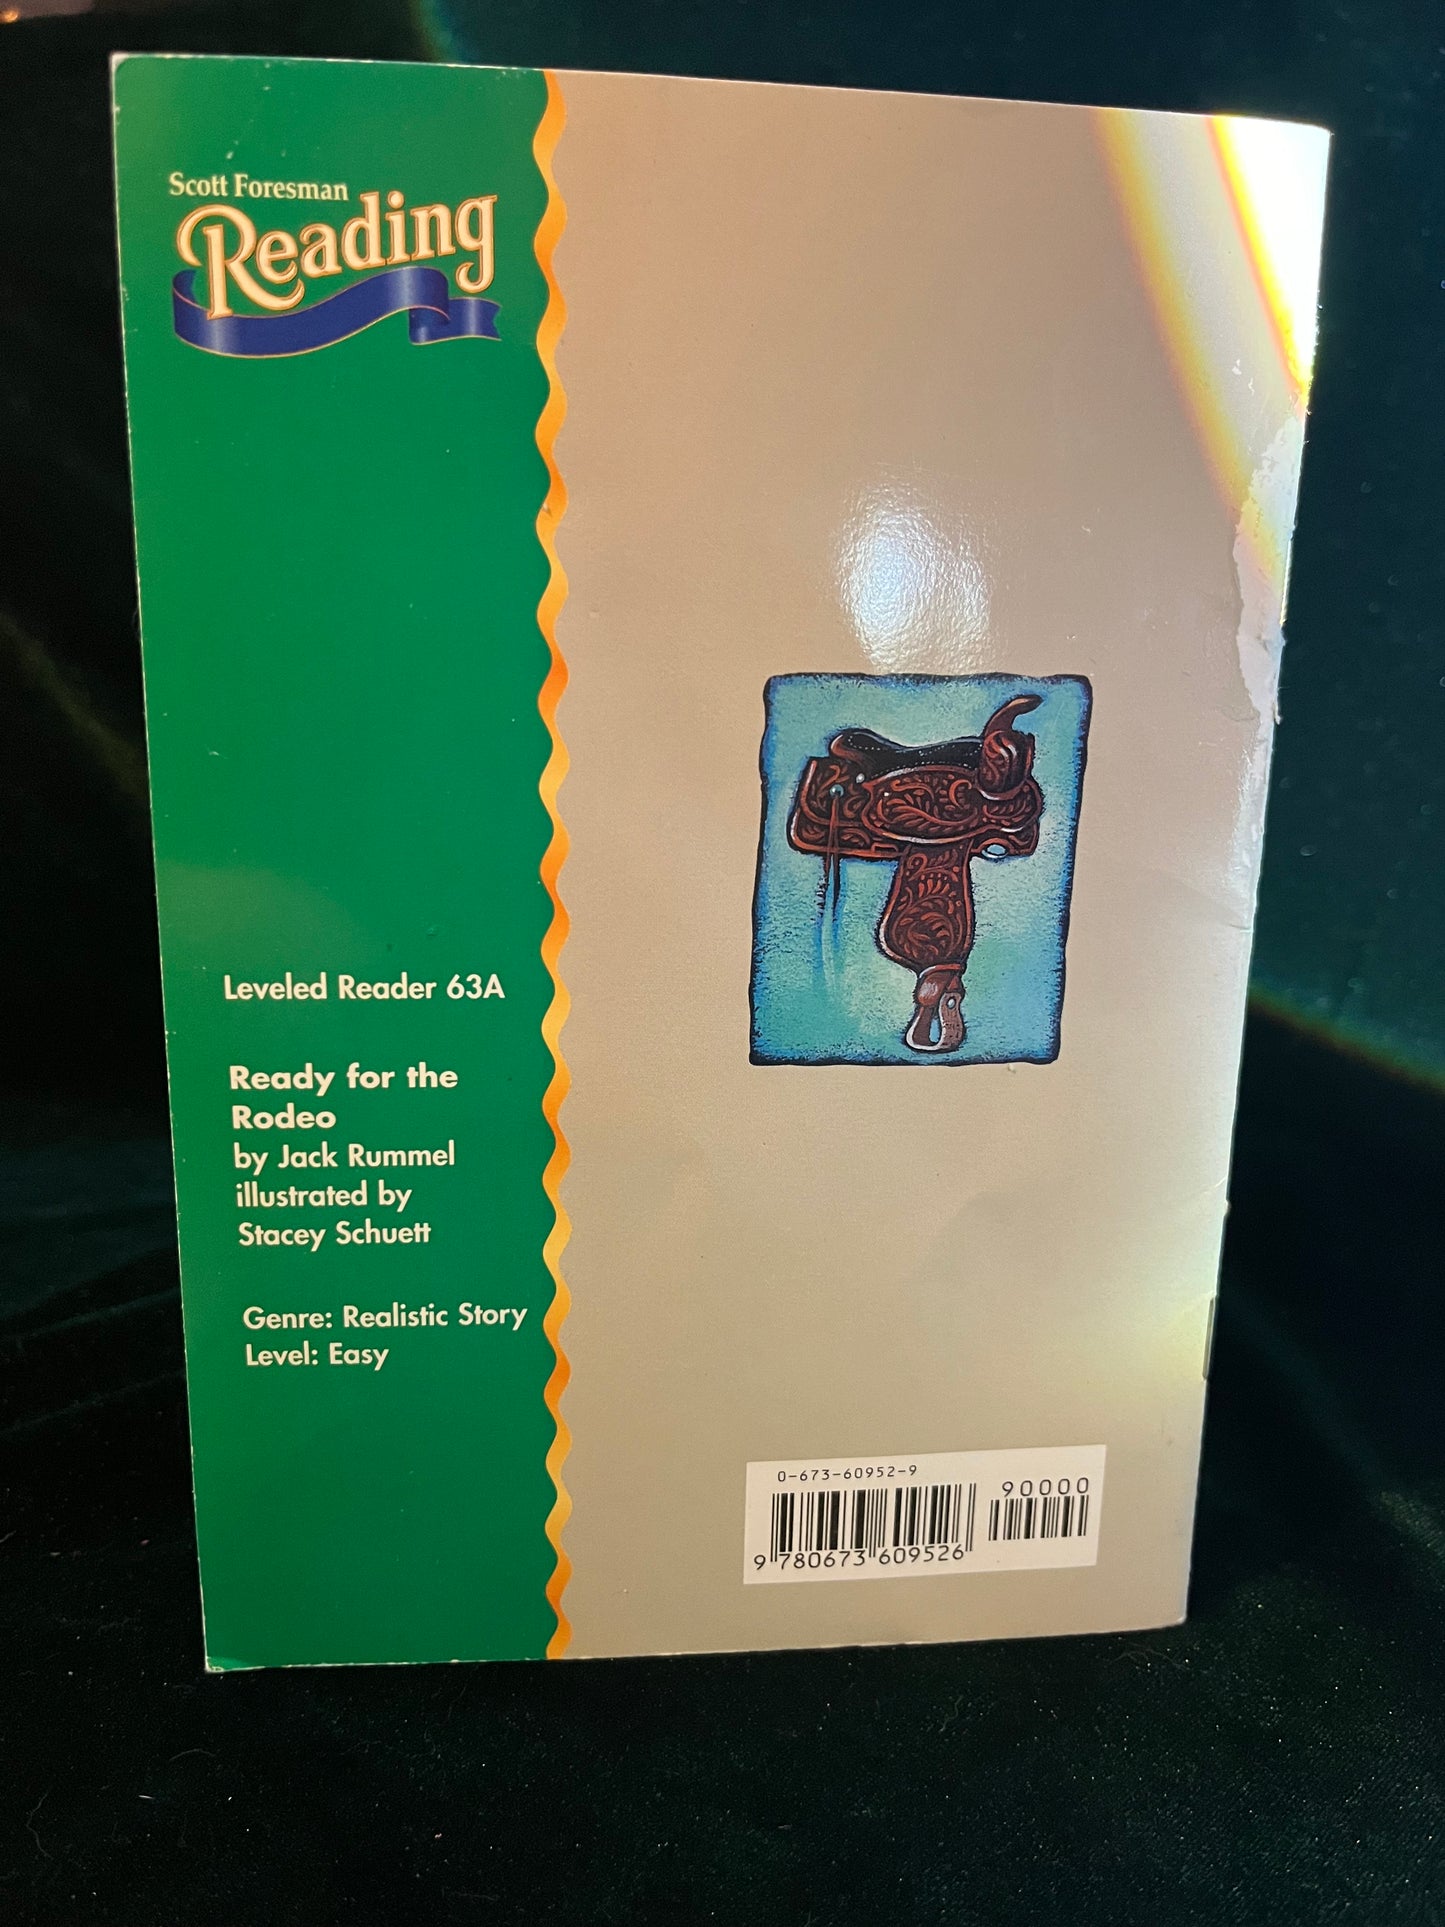 Scott Foresman
Reading
Leveled Reader 63A
Ready for the
Rodeo
by Jack Rummel
illustrated by
Stacey Schuett
Genre: Realistic Story
Level: Easy
0-673-60952-9
90000
9 780673 609526